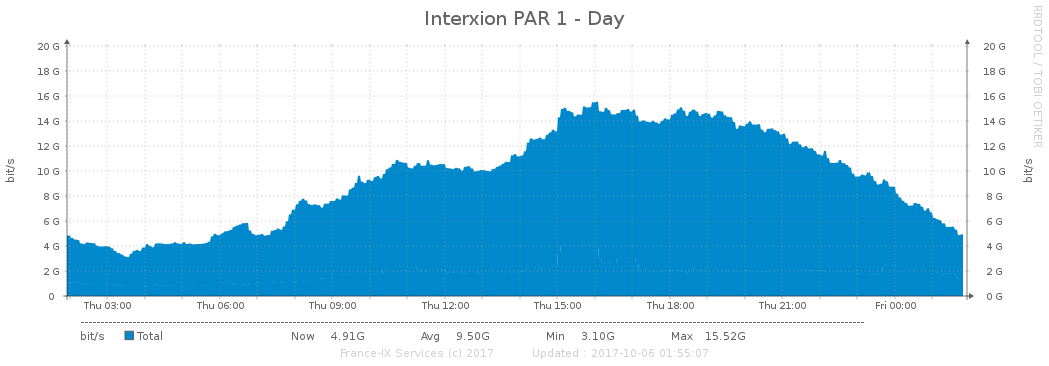 Interxion PAR 1 - Day
RRDTOOL / TOBI OETIKER
20 G 20 G
18 G 18 G
16 G 16 G
14 G 14 G
12 G 12 G
10 G 10 G
8 G 8 G
6 G 6 G
4 G 4 G
2 G 2 G
0 0 G
bit/s
bit/s
Thu 03:00 Thu 06:00 Thu 09:00 Thu 12:00 Thu 15:00 Thu 18:00 Thu 21:00 Fri 00:00
bit/s Total Now 4.91G Avg 9.50G Min 3.10G Max 15.52G
France-IX Services (c) 2017 Updated : 2017-10-06 01:55:07